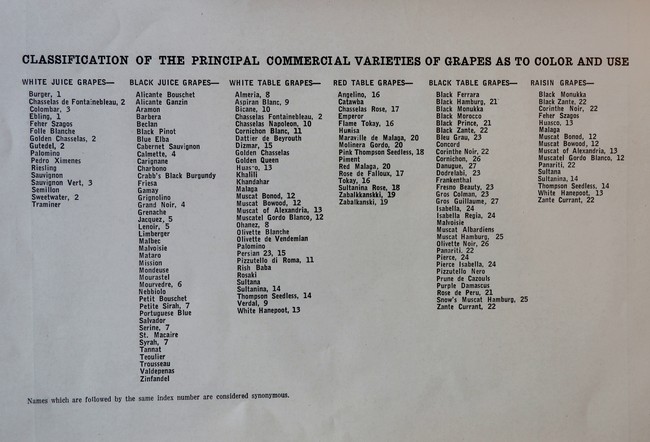 CLASSIFICATION OF THE PRINCIPAL COMMERCIAL VARIETIES OF GRAPES AS TO COLOR AND USE
WHITE JUICE GRAPES—
Burger, 1
Chasselas de Fontainebleau, 2
Colombar, 3
Ebling, 1
Feher Szagos
Folle Blanche
Golden Chasselas, 2
Gutedel, 2
Palomino
Pedro Ximenes
Riesling
Sauvignon
Sauvignon Vert, 3
Semillon
Sweetwater, 2
Traminer
BLACK JUICE GRAPES—
Alicante Bouschet
Alicante Ganzin
Aramon
Barbera
Beclan
Black Pinot
Blue Elba
Cabernet Sauvignon
Calmette, 4
Carignane
Charbono
Crabb's Black Burgundy
Friesa
Gamay
Grignolino
Grand Noir, 4
Grenache
Jacquez, 5
Lenoir, 5
Limberger
Malbec
Malvoisie
Mataro
Mission
Mondeuse
Mourastel
Mourvedre, 6
Nebbiolo
Petit Bouschet
Petite Sirah, 7
Portuguese Blue
Salvador
Serine, 7
St. Macaire
Syrah, 7
Tannat
Teoulier
Trousseau
Valdepenas
Zinfandel
WHITE TABLE GRAPES—
Almeria, 8
Aspiran Blanc, 9
Bicane, 10
Chasselas Fontainebleau, 2
Chasselas Napoleon, 10
Cornichon Blanc, 11
Dattier de Beyrouth
Dizmar, 15
Golden Chasselas
Golden Queen
Huasco, 13
Khalili
Khandahar
Malaga
Muscat Bonod, 12
Muscat Bowood, 12
Muscat of Alexandria, 13
Muscatel Gordo Blanco, 12
Ohanez, 8
Olivette Blanche
Olivette de Vendemian
Palomino
Persian 23, 15
Pizzutello di Roma, 11
Rish Baba
Rosaki
Sultana
Sultanina, 14
Thompson Seedless, 14
Verdal, 9
White Hanepoot, 13
RED TABLE GRAPES—
Angelino, 16
Catawba
Chasselas Rose, 17
Emperor
Flame Tokay, 16
Hunisa
Maraville de Malaga, 20
Molinera Gordo, 20
Pink Thompson Seedless, 18
Piment
Red Malaga, 20
Rose de Falloux, 17
Tokay, 16
Sultanina Rose, 18
Zabalkkanskki, 19
Zabalkanski, 19
BLACK TABLE GRAPES—
Black Ferrara
Black Hamburg, 21
Black Monukka
Black Morocco
Black Prince, 21
Black Zante, 22
Bleu Grau, 23
Concord
Corinthe Noir, 22
Cornichon, 26
Danugue, 27
Dodrelabi, 23
Frankenthal
Fresno Beauty, 23
Gros Colman, 23
Gros Guillaume, 27
Isabella, 24
Isabella Regia, 24
Malvoisie
Muscat Albardiens
Muscat Hamburg, 25
Olivette Noir, 26
Panariti, 22
Pierce, 24
Pierce Isabella, 24
Pizzutello Nero
Prune de Cazouls
Purple Damascus
Rose de Peru, 21
Snow's Muscat Hamburg, 25
Zante Currant, 22
RAISIN GRAPES—
Black Monukka
Black Zante, 22
Corinthe Noir, 22
Feher Szagos
Huasco, 13
Malaga
Muscat Bonod, 12
Muscat Bowood, 12
Muscat of Alexandria, 13
Muscatel Gordo Blanco, 12
Panariti, 22
Sultana
Sultanina, 14
Thompson Seedless, 14
White Hanepoot, 13
Zante Currant, 22
Names which are followed by the same index number are considered synonymous.